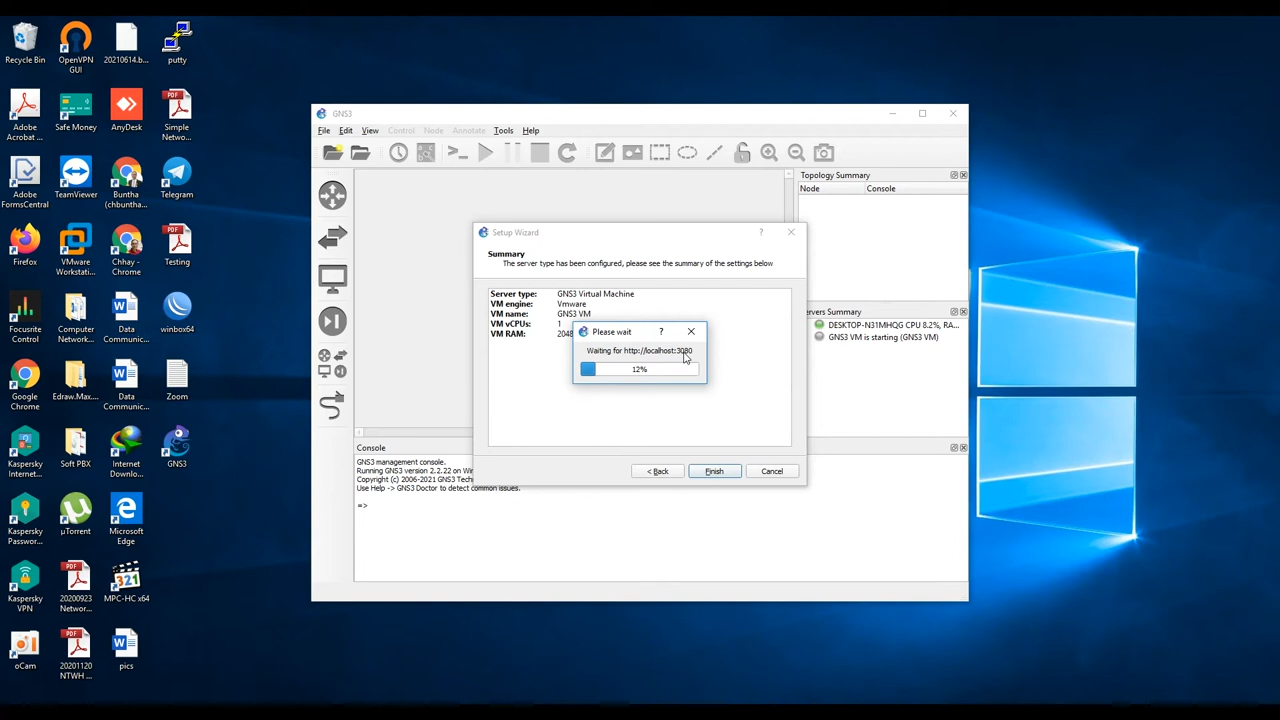 Recycle Bin
OpenVPN
GUI
20210614.b...
putty
Adobe
Acrobat ...
Safe Money
AnyDesk
Simple
Netwo...
Adobe
FormsCentral
TeamViewer
Buntha
(chbuntha...
Telegram
Firefox
VMware
Workstati...
Chhay -
Chrome
Testing
Focusrite
Control
Computer
Network ...
Data
Communic...
winbox64
Google
Chrome
Edraw.Max....
Data
Communic...
Zoom
Kaspersky
Internet...
Soft PBX
Internet
Downlo...
GNS3
Kaspersky
Passwor...
µTorrent
Microsoft
Edge
Kaspersky
VPN
20200923
Networ...
MPC-HC x64
oCam
20201120
NTWH ...
pics
GNS3
File Edit View Control Node Annotate Tools Help
Topology Summary
Node Console
Setup Wizard
Summary
The server type has been configured, please see the summary of the settings below
Server type: GNS3 Virtual Machine
VM engine: Vmware
VM name: GNS3 VM
VM vCPUs: 1
VM RAM: 2048
Please wait
Waiting for http://localhost:3080
12%
< Back Finish Cancel
ervers Summary
DESKTOP-N31MHQG CPU 8.2%, RA...
GNS3 VM is starting (GNS3 VM)
Console
GNS3 management console.
Running GNS3 version 2.2.22 on Wi
Copyright (c) 2006-2021 GNS3 Tech
Use Help -> GNS3 Doctor to detect common issues.
=>